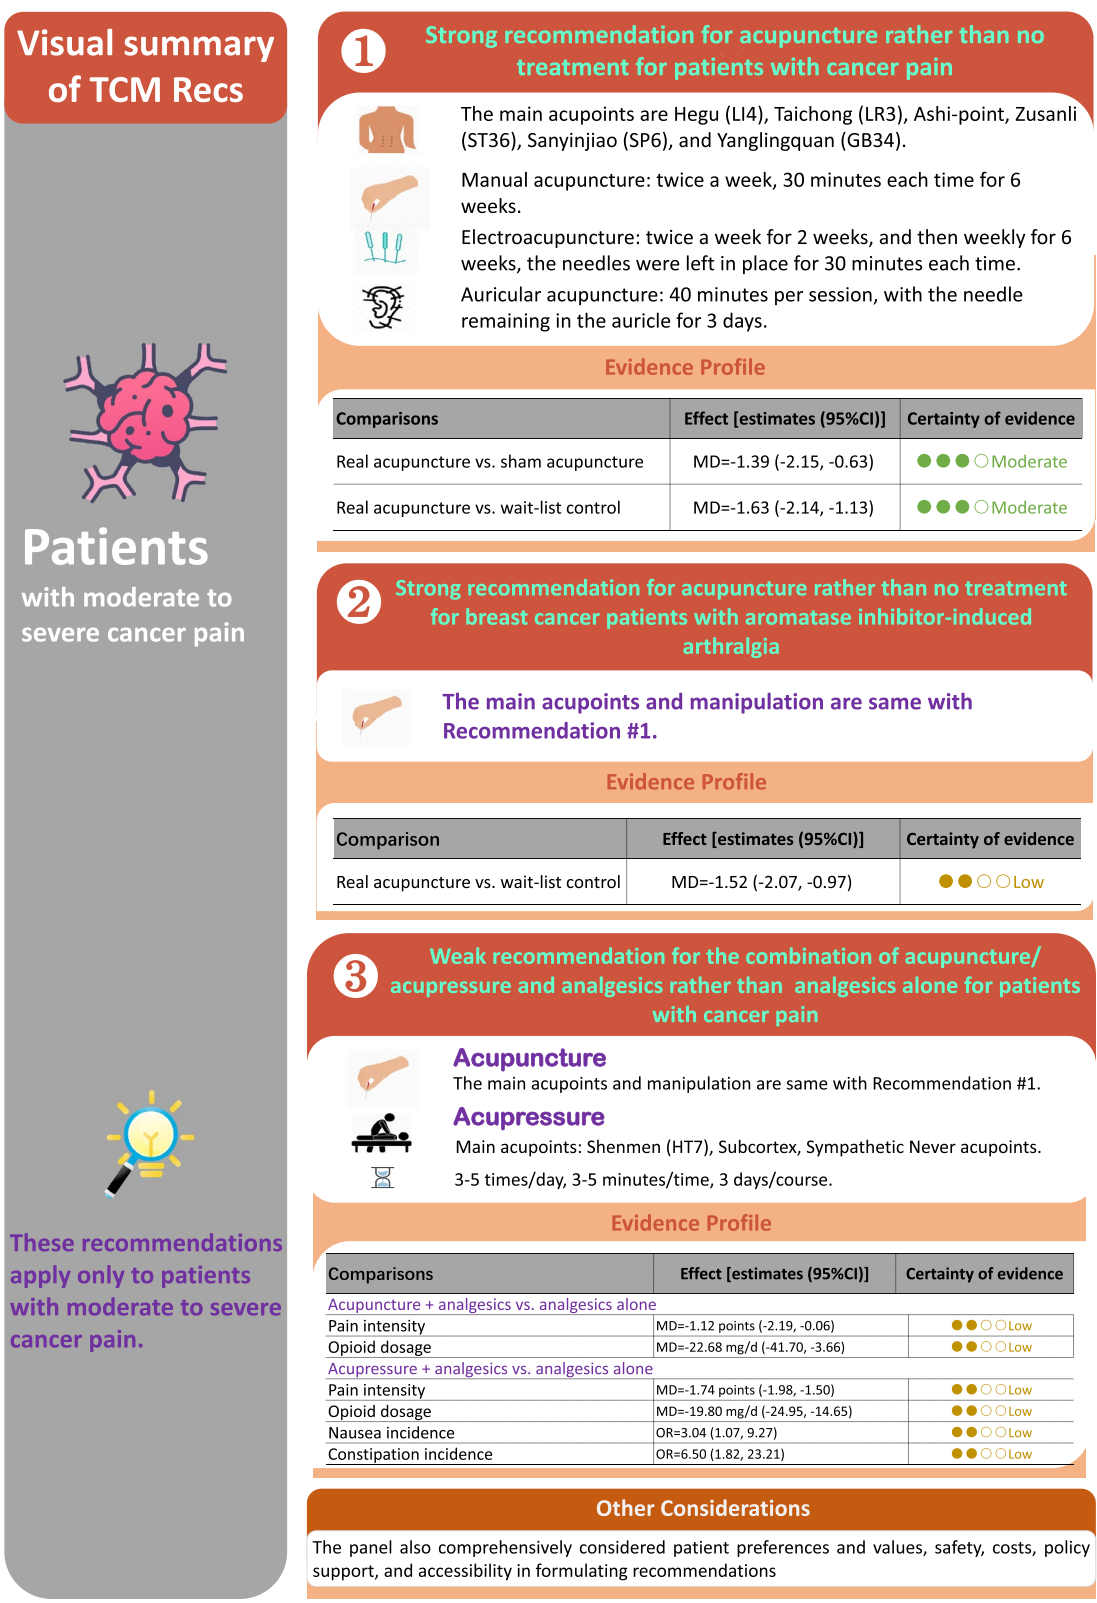 Visual summary
of TCM Recs
Patients
with moderate to
severe cancer pain
These recommendations
apply only to patients
with moderate to severe
cancer pain.
1
Strong recommendation for acupuncture rather than no
treatment for patients with cancer pain
The main acupoints are Hegu (LI4), Taichong (LR3), Ashi-point, Zusanli
(ST36), Sanyinjiao (SP6), and Yanglingquan (GB34).
Manual acupuncture: twice a week, 30 minutes each time for 6
weeks.
Electroacupuncture: twice a week for 2 weeks, and then weekly for 6
weeks, the needles were left in place for 30 minutes each time.
Auricular acupuncture: 40 minutes per session, with the needle
remaining in the auricle for 3 days.
Evidence Profile
Comparisons Effect [estimates (95%CI)] Certainty of evidence
Real acupuncture vs. sham acupuncture MD=-1.39 (-2.15, -0.63) ●●●○Moderate
Real acupuncture vs. wait-list control MD=-1.63 (-2.14, -1.13) ●●●○Moderate
2
Strong recommendation for acupuncture rather than no treatment
for breast cancer patients with aromatase inhibitor-induced
arthralgia
The main acupoints and manipulation are same with
Recommendation #1.
Evidence Profile
Comparison Effect [estimates (95%CI)] Certainty of evidence
Real acupuncture vs. wait-list control MD=-1.52 (-2.07, -0.97) ●●○○Low
3
Weak recommendation for the combination of acupuncture/
acupressure and analgesics rather than analgesics alone for patients
with cancer pain
Acupuncture
The main acupoints and manipulation are same with Recommendation #1.
Acupressure
Main acupoints: Shenmen (HT7), Subcortex, Sympathetic Never acupoints.
3-5 times/day, 3-5 minutes/time, 3 days/course.
Evidence Profile
Comparisons Effect [estimates (95%CI)] Certainty of evidence
Acupuncture + analgesics vs. analgesics alone
Pain intensity MD=-1.12 points (-2.19, -0.06) ●●○○Low
Opioid dosage MD=-22.68 mg/d (-41.70, -3.66) ●●○○Low
Acupressure + analgesics vs. analgesics alone
Pain intensity MD=-1.74 points (-1.98, -1.50) ●●○○Low
Opioid dosage MD=-19.80 mg/d (-24.95, -14.65) ●●○○Low
Nausea incidence OR=3.04 (1.07, 9.27) ●●○○Low
Constipation incidence OR=6.50 (1.82, 23.21) ●●○○Low
Other Considerations
The panel also comprehensively considered patient preferences and values, safety, costs, policy
support, and accessibility in formulating recommendations